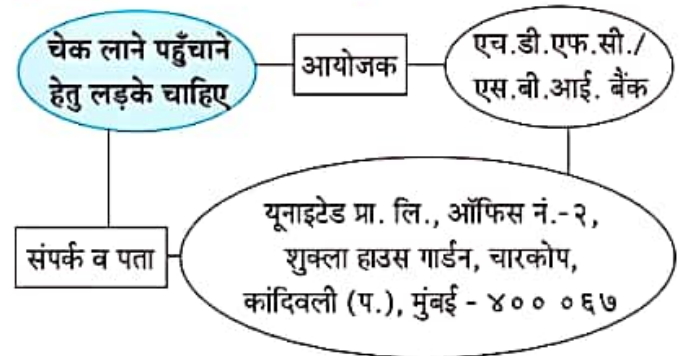 चेक लाने पहुँचाने
हेतु लड़के चाहिए
आयोजक
एच.डी.एफ.सी./
एस.बी.आई. बैंक
संपर्क व पता
यूनाइटेड प्रा. लि., ऑफिस नं.-२,
शुक्ला हाउस गार्डन, चारकोप,
कांदिवली (प.), मुंबई - ४०० ०६७